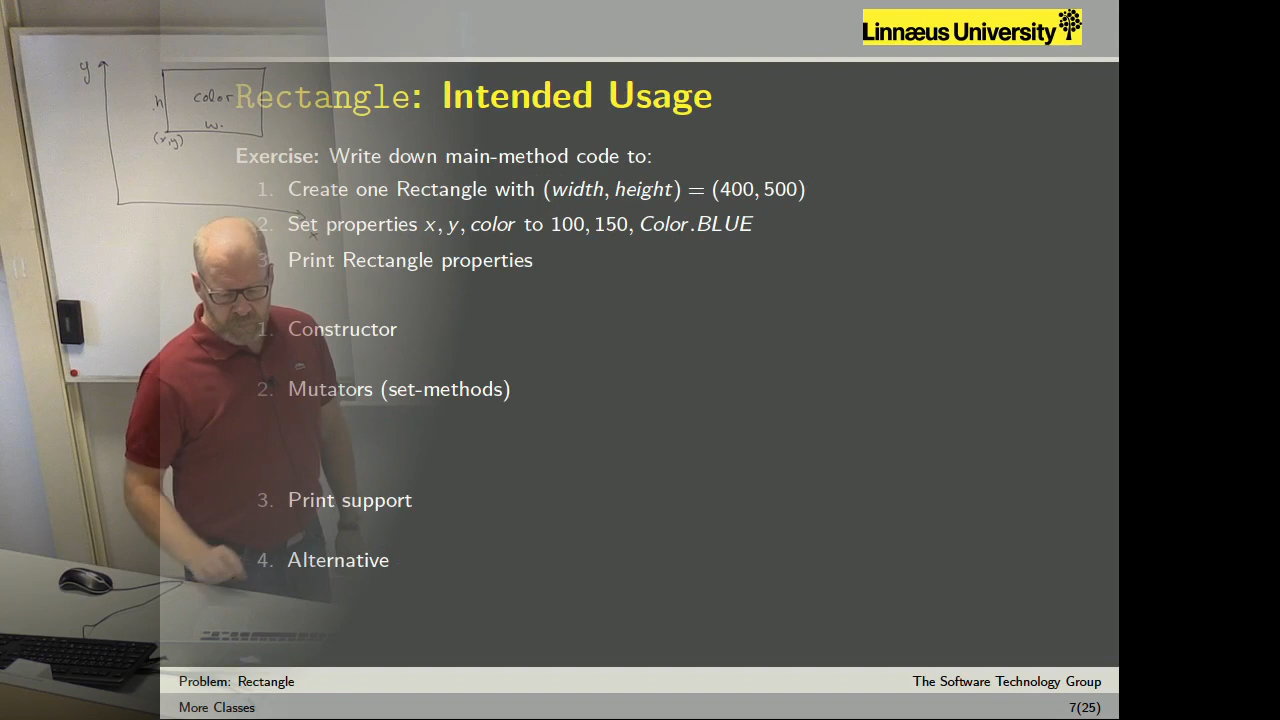 Linnæus University
y
h
color
w.
(x,y)
x
Rectangle: Intended Usage
Exercise: Write down main-method code to:
1. Create one Rectangle with (width, height) = (400, 500)
2. Set properties x, y, color to 100, 150, Color.BLUE
3. Print Rectangle properties
1. Constructor
2. Mutators (set-methods)
3. Print support
4. Alternative
Problem: Rectangle
The Software Technology Group
More Classes
7(25)